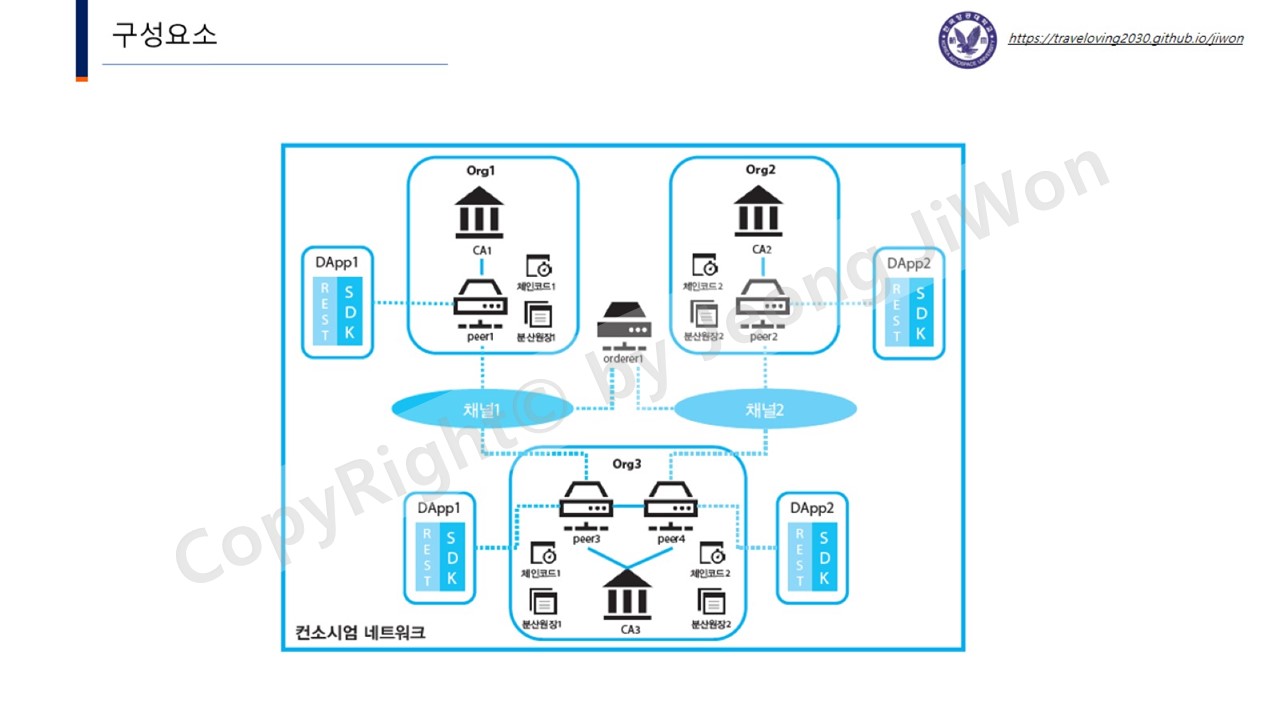 구성요소
https://traveloving2030.github.io/jiwon
Org1
CA1
체인코드1
peer1
분산원장1
DApp1
REST
SDK
Org2
CA2
체인코드2
분산원장2
peer2
DApp2
REST
SDK
orderer1
채널1
채널2
Org3
peer3
peer4
체인코드1
체인코드2
분산원장1
분산원장2
CA3
DApp1
REST
SDK
DApp2
REST
SDK
컨소시엄 네트워크
CopyRight© by Jeong JiWon